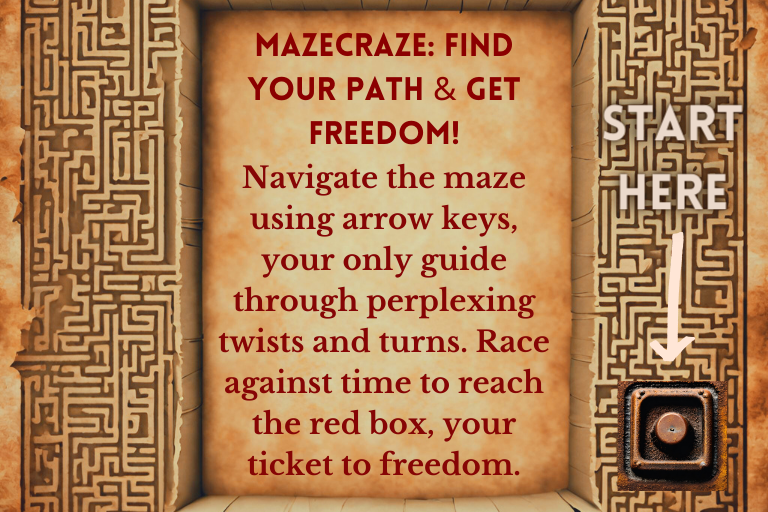 MAZECRAZE: FIND
YOUR PATH & GET
FREEDOM!
Navigate the maze
using arrow keys,
your only guide
through perplexing
twists and turns. Race
against time to reach
the red box, your
ticket to freedom.
START
HERE